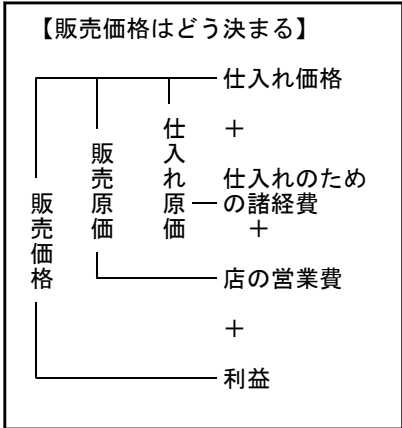 【販売価格はどう決まる】
仕入れ価格
+
仕入れのため
の諸経費
+
店の営業費
+
利益
仕入れ原価
販売原価
販売価格